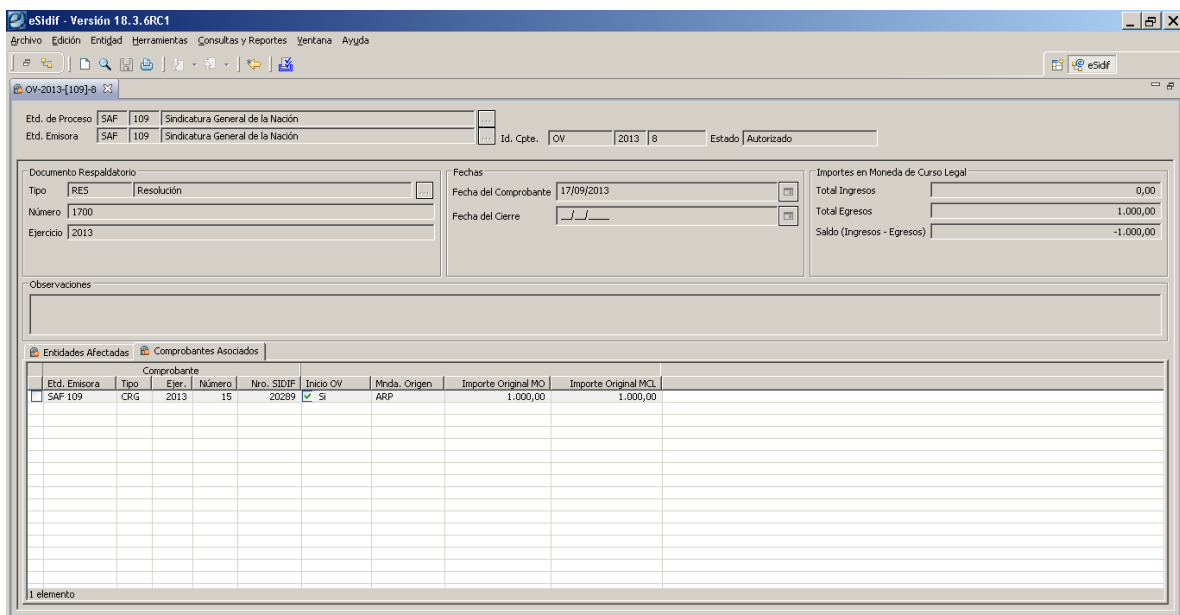 eSidif - Versión 18.3.6RC1
Archivo Edición Entidad Herramientas Consultas y Reportes Ventana Ayuda
eSidif
OV-2013-[109]-8
Etd. de Proceso SAF 109 Sindicatura General de la Nación ...
Etd. Emisora SAF 109 Sindicatura General de la Nación ... Id. Cpte. OV 2013 8 Estado Autorizado
Documento Respaldatorio
Tipo RES Resolución ...
Número 1700
Ejercicio 2013
Fechas
Fecha del Comprobante 17/09/2013
Fecha del Cierre __/__/____
Importes en Moneda de Curso Legal
Total Ingresos 0,00
Total Egresos 1.000,00
Saldo (Ingresos - Egresos) -1.000,00
Observaciones
Entidades Afectadas Comprobantes Asociados
Comprobante
Etd. Emisora Tipo Ejer. Número Nro. SIDIF Inicio OV Mnda. Origen Importe Original MO Importe Original MCL
SAF 109 CRG 2013 15 20289 Si ARP 1.000,00 1.000,00
1 elemento